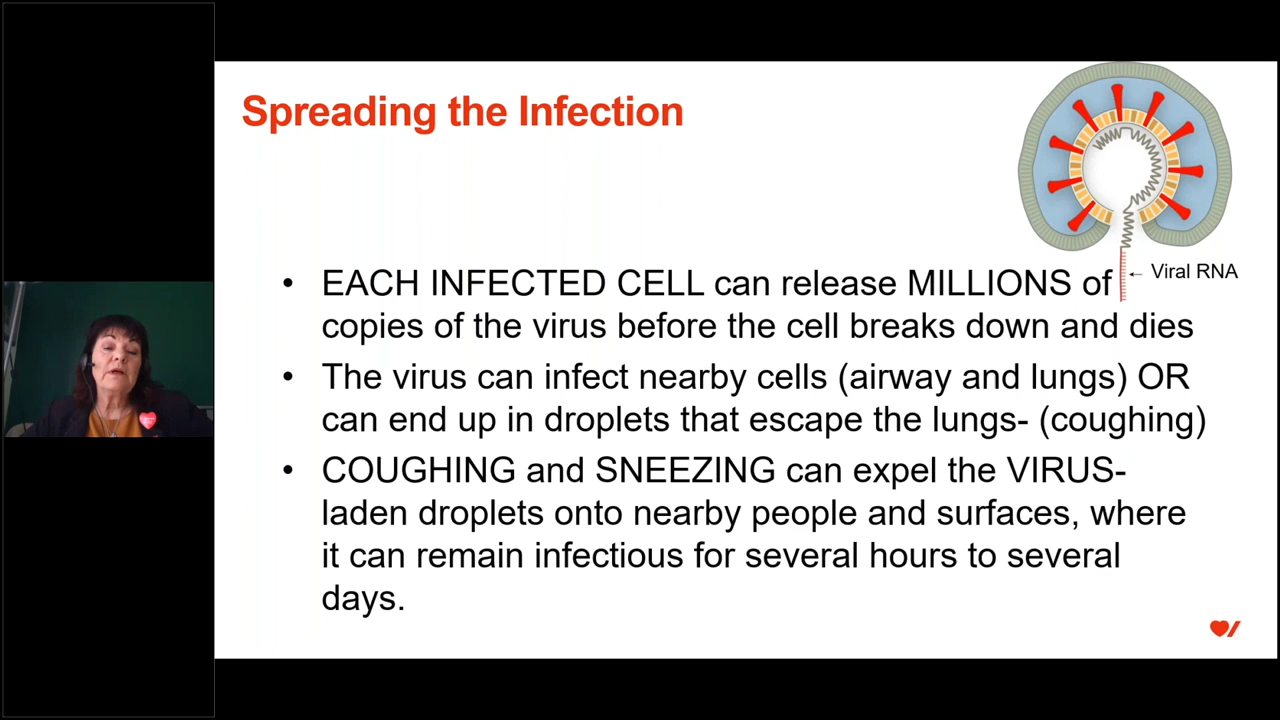 Spreading the Infection
Viral RNA
• EACH INFECTED CELL can release MILLIONS of
copies of the virus before the cell breaks down and dies
• The virus can infect nearby cells (airway and lungs) OR
can end up in droplets that escape the lungs- (coughing)
• COUGHING and SNEEZING can expel the VIRUS-
laden droplets onto nearby people and surfaces, where
it can remain infectious for several hours to several
days.